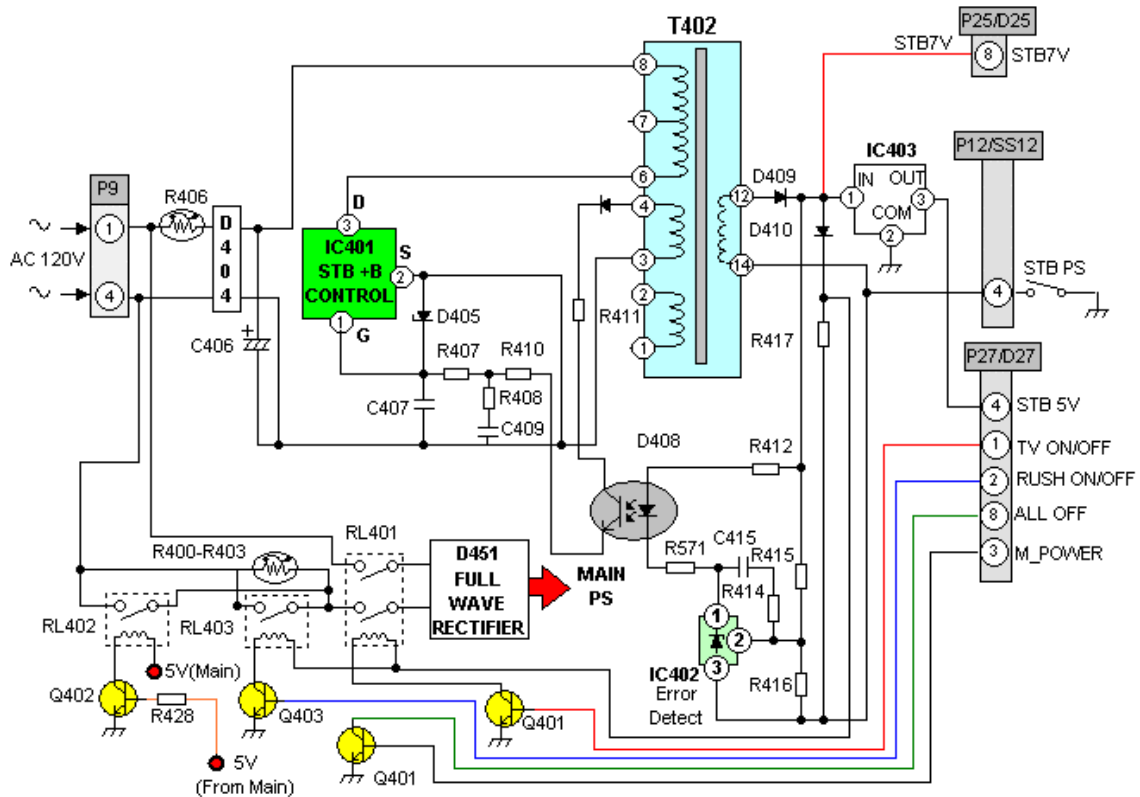 P25/D25
T402
STB7V
8
STB7V
8
7
6
4
3
2
1
12
14
P9
R406
1
4
AC 120V
D404
C406
+
D
3
IC401
STB +B
CONTROL
S
2
1
G
D405
R407
R410
C407
R408
C409
R411
D409
D410
IC403
IN
OUT
1
3
COM
2
P12/SS12
STB PS
4
R417
P27/D27
4
STB 5V
1
TV ON/OFF
2
RUSH ON/OFF
8
ALL OFF
3
M_POWER
D408
R412
R571
C415
R415
R414
1
2
3
IC402
Error
Detect
R416
RL401
R400-R403
D451
FULL
WAVE
RECTIFIER
MAIN
PS
RL402
RL403
5V(Main)
Q402
R428
Q403
Q401
5V
(From Main)
Q401